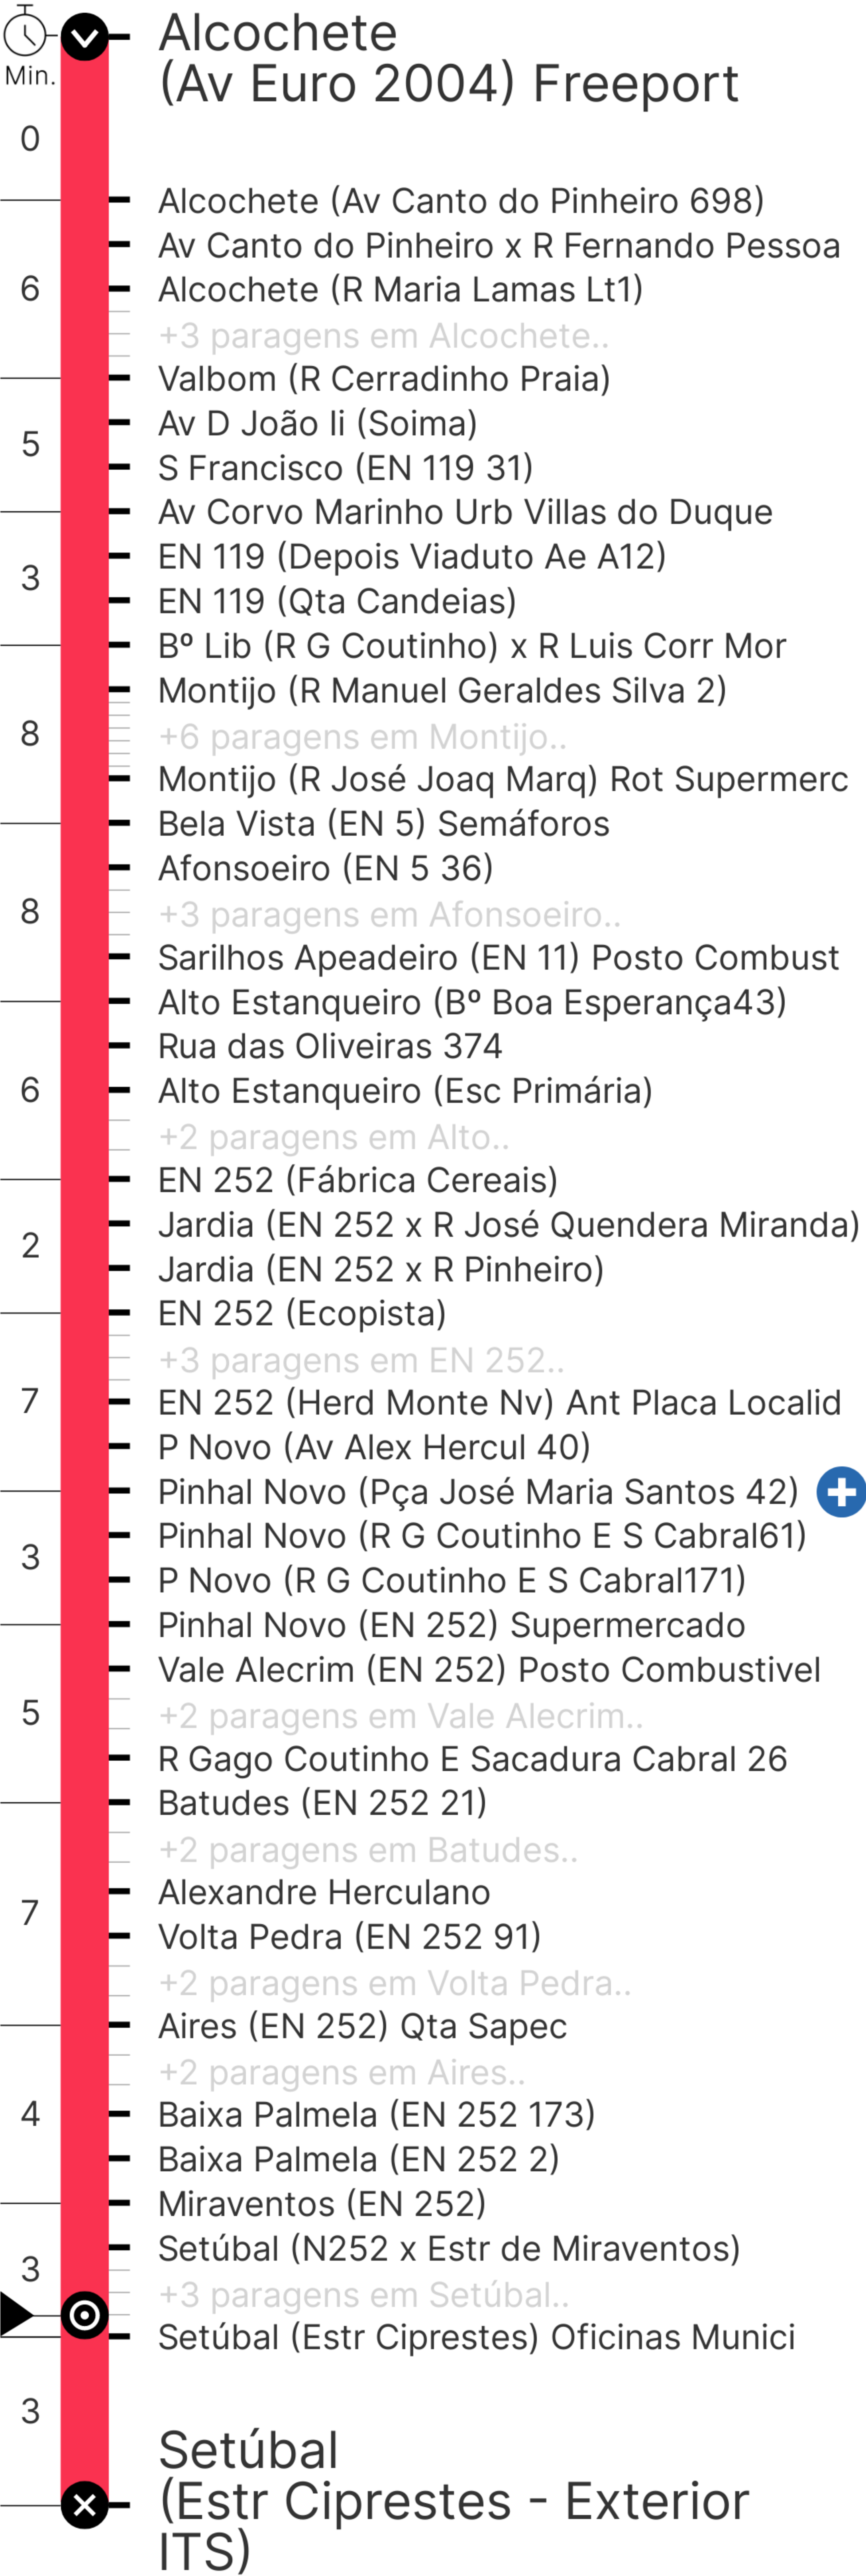 Alcochete
(Av Euro 2004) Freeport
Min.
0
Alcochete (Av Canto do Pinheiro 698)
Av Canto do Pinheiro x R Fernando Pessoa
6
Alcochete (R Maria Lamas Lt1)
+3 paragens em Alcochete..
Valbom (R Cerradinho Praia)
Av D João Ii (Soima)
5
S Francisco (EN 119 31)
Av Corvo Marinho Urb Villas do Duque
EN 119 (Depois Viaduto Ae A12)
3
EN 119 (Qta Candeias)
Bº Lib (R G Coutinho) x R Luis Corr Mor
Montijo (R Manuel Geraldes Silva 2)
8
+6 paragens em Montijo..
Montijo (R José Joaq Marq) Rot Supermerc
Bela Vista (EN 5) Semáforos
Afonsoeiro (EN 5 36)
8
+3 paragens em Afonsoeiro..
Sarilhos Apeadeiro (EN 11) Posto Combust
Alto Estanqueiro (Bº Boa Esperança43)
Rua das Oliveiras 374
6
Alto Estanqueiro (Esc Primária)
+2 paragens em Alto..
EN 252 (Fábrica Cereais)
Jardia (EN 252 x R José Quendera Miranda)
2
Jardia (EN 252 x R Pinheiro)
EN 252 (Ecopista)
+3 paragens em EN 252..
7
EN 252 (Herd Monte Nv) Ant Placa Localid
P Novo (Av Alex Hercul 40)
Pinhal Novo (Pça José Maria Santos 42)
Pinhal Novo (R G Coutinho E S Cabral61)
3
P Novo (R G Coutinho E S Cabral171)
Pinhal Novo (EN 252) Supermercado
Vale Alecrim (EN 252) Posto Combustivel
5
+2 paragens em Vale Alecrim..
R Gago Coutinho E Sacadura Cabral 26
Batudes (EN 252 21)
+2 paragens em Batudes..
Alexandre Herculano
7
Volta Pedra (EN 252 91)
+2 paragens em Volta Pedra..
Aires (EN 252) Qta Sapec
+2 paragens em Aires..
4
Baixa Palmela (EN 252 173)
Baixa Palmela (EN 252 2)
Miraventos (EN 252)
Setúbal (N252 x Estr de Miraventos)
3
+3 paragens em Setúbal..
Setúbal (Estr Ciprestes) Oficinas Munici
3
Setúbal
(Estr Ciprestes - Exterior
ITS)